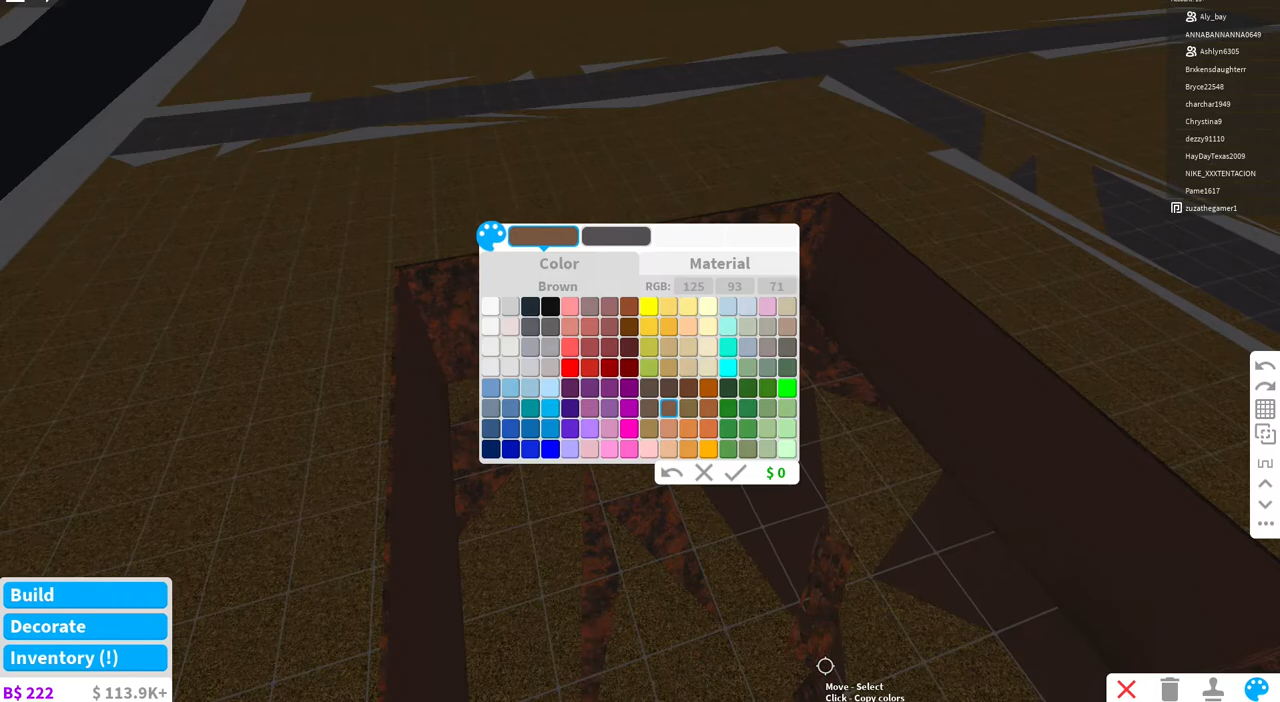 Aly_bay
ANNABANNANNA0649
Ashlyn6305
Brxkensdaughterr
Bryce22548
charchar1949
Chrystina9
dezzy91110
HayDayTexas2009
NIKE_XXXTENTACION
Pame1617
zuzathegamer1
Color
Material
Brown
RGB: 125 93 71
$ 0
Build
Decorate
Inventory (!)
B$ 222
$ 113.9K+
Move - Select
Click - Copy colors